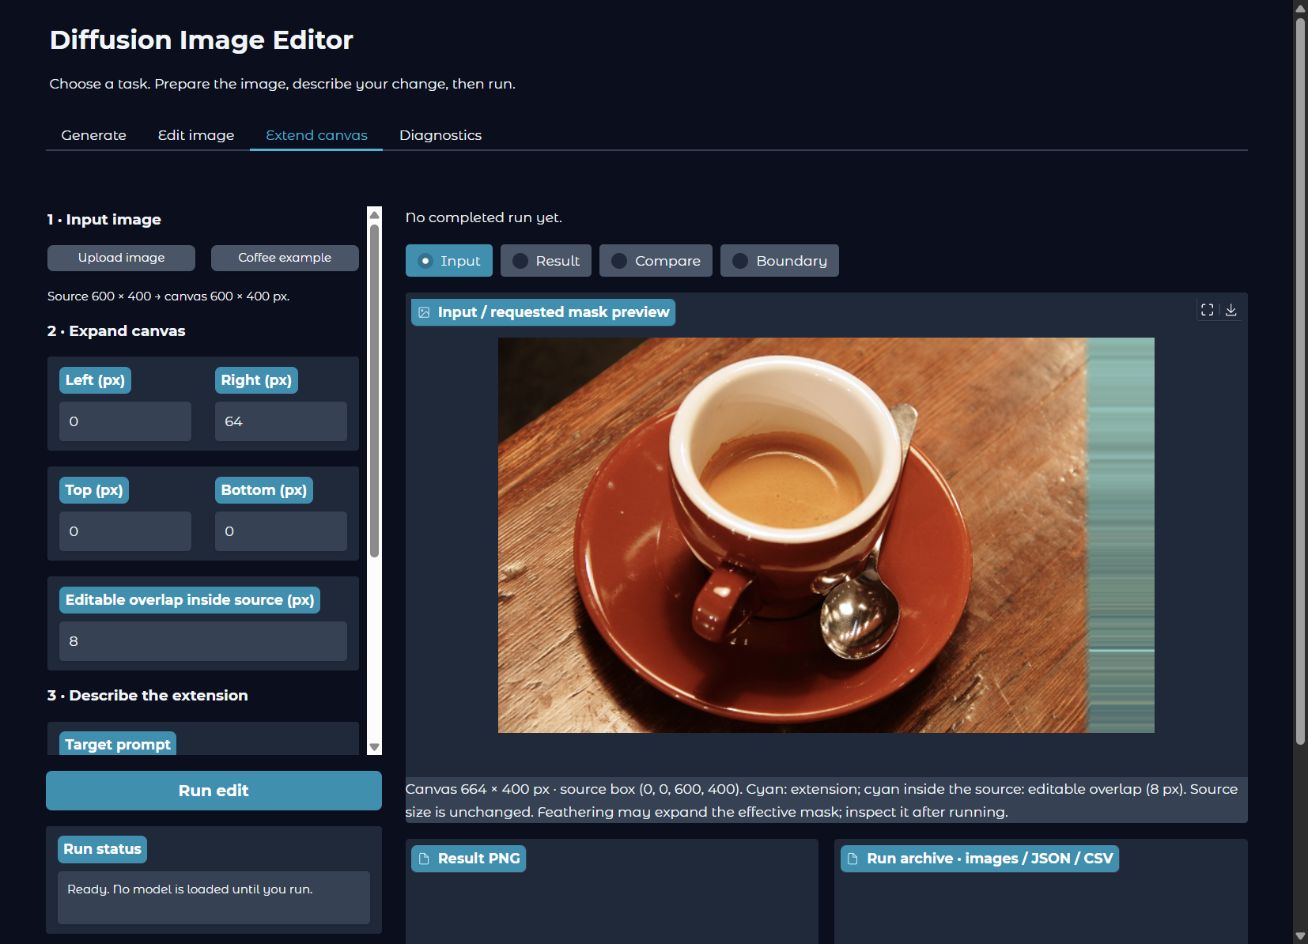 Diffusion Image Editor
Choose a task. Prepare the image, describe your change, then run.
Generate
Edit image
Extend canvas
Diagnostics
1 · Input image
Upload image
Coffee example
Source 600 × 400 → canvas 600 × 400 px.
2 · Expand canvas
Left (px)
Right (px)
0
64
Top (px)
Bottom (px)
0
0
Editable overlap inside source (px)
8
3 · Describe the extension
Target prompt
Run edit
Run status
Ready. No model is loaded until you run.
No completed run yet.
Input
Result
Compare
Boundary
Input / requested mask preview
Canvas 664 × 400 px · source box (0, 0, 600, 400). Cyan: extension; cyan inside the source: editable overlap (8 px). Source
size is unchanged. Feathering may expand the effective mask; inspect it after running.
Result PNG
Run archive · images / JSON / CSV